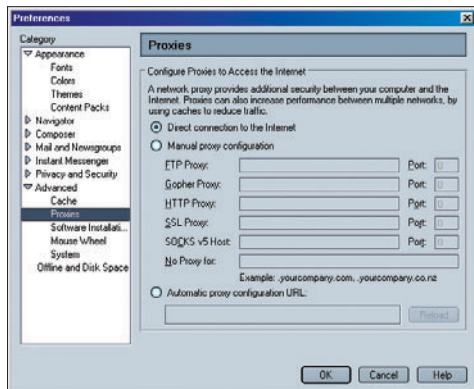 Preferences
Category
Appearance
Fonts
Colors
Themes
Content Packs
Navigator
Composer
Mail and Newsgroups
Instant Messenger
Privacy and Security
Advanced
Cache
Proxies
Software Installati...
Mouse Wheel
System
Offline and Disk Space
Proxies
Configure Proxies to Access the Internet
A network proxy provides additional security between your computer and the
Internet. Proxies can also increase performance between multiple networks, by
using caches to reduce traffic.
Direct connection to the Internet
Manual proxy configuration
FTP Proxy: Port: 0
Gopher Proxy: Port: 0
HTTP Proxy: Port: 0
SSL Proxy: Port: 0
SOCKS v5 Host: Port: 0
No Proxy for:
Example: .yourcompany.com, .yourcompany.co.nz
Automatic proxy configuration URL:
Reload
OK Cancel Help